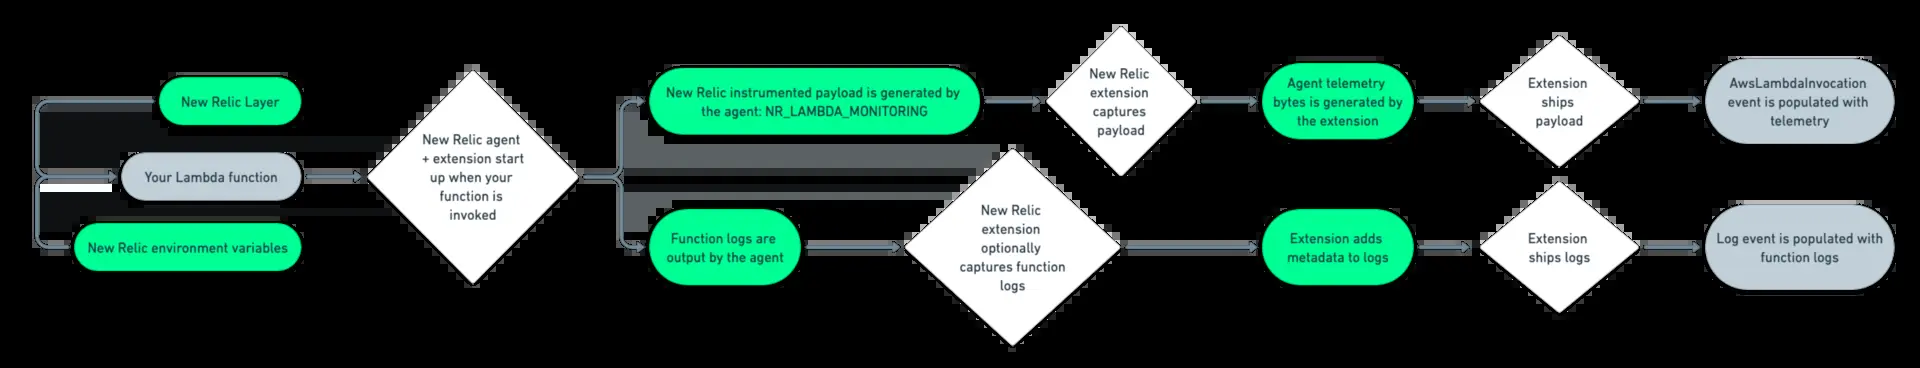 New Relic Layer
Your Lambda function
New Relic environment variables
New Relic agent
+ extension start
up when your
function is
invoked
New Relic instrumented payload is generated by
the agent: NR_LAMBDA_MONITORING
New Relic
extension
captures
payload
Agent telemetry
bytes is generated by
the extension
Extension
ships
payload
AwsLambdaInvocation
event is populated with
telemetry
Function logs are
output by the agent
New Relic
extension
optionally
captures function
logs
Extension adds
metadata to logs
Extension
ships logs
Log event is populated with
function logs